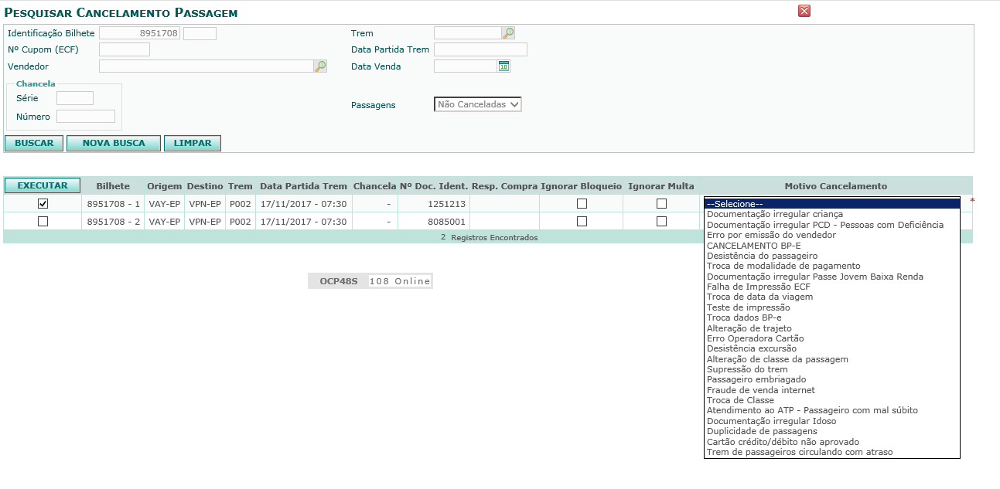 PESQUISAR CANCELAMENTO PASSAGEM
Identificação Bilhete 8951708 Trem
Nº Cupom (ECF) Data Partida Trem
Vendedor Data Venda 10
Chancela
Série
Passagens Não Canceladas
Número
BUSCAR NOVA BUSCA LIMPAR
EXECUTAR Bilhete Origem Destino Trem Data Partida Trem Chancela Nº Doc. Ident. Resp. Compra Ignorar Bloqueio Ignorar Multa Motivo Cancelamento
8951708 - 1 VAY-EP VPN-EP P002 17/11/2017 - 07:30 - 1251213 *
8951708 - 2 VAY-EP VPN-EP P002 17/11/2017 - 07:30 - 8085001
2 Registros Encontrados
OCP48S 108 Online
--Selecione--
Documentação irregular criança
Documentação irregular PCD - Pessoas com Deficiência
Erro por emissão do vendedor
CANCELAMENTO BP-E
Desistência do passageiro
Troca de modalidade de pagamento
Documentação irregular Passe Jovem Baixa Renda
Falha de Impressão ECF
Troca de data da viagem
Teste de impressão
Troca dados BP-e
Alteração de trajeto
Erro Operadora Cartão
Desistência excursão
Alteração de classe da passagem
Supressão do trem
Passageiro embriagado
Fraude de venda internet
Troca de Classe
Atendimento ao ATP - Passageiro com mal súbito
Documentação irregular Idoso
Duplicidade de passagens
Cartão crédito/débito não aprovado
Trem de passageiros circulando com atraso